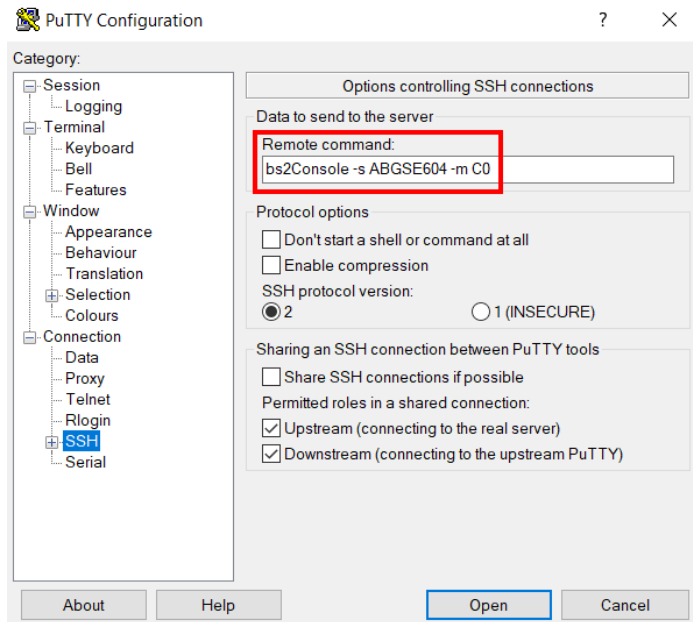 PuTTY Configuration
Category:
Session
Logging
Terminal
Keyboard
Bell
Features
Window
Appearance
Behaviour
Translation
Selection
Colours
Connection
Data
Proxy
Telnet
Rlogin
SSH
Serial
Options controlling SSH connections
Data to send to the server
Remote command:
bs2Console -s ABGSE604 -m C0
Protocol options
Don't start a shell or command at all
Enable compression
SSH protocol version:
2 1 (INSECURE)
Sharing an SSH connection between PuTTY tools
Share SSH connections if possible
Permitted roles in a shared connection:
Upstream (connecting to the real server)
Downstream (connecting to the upstream PuTTY)
About Help Open Cancel